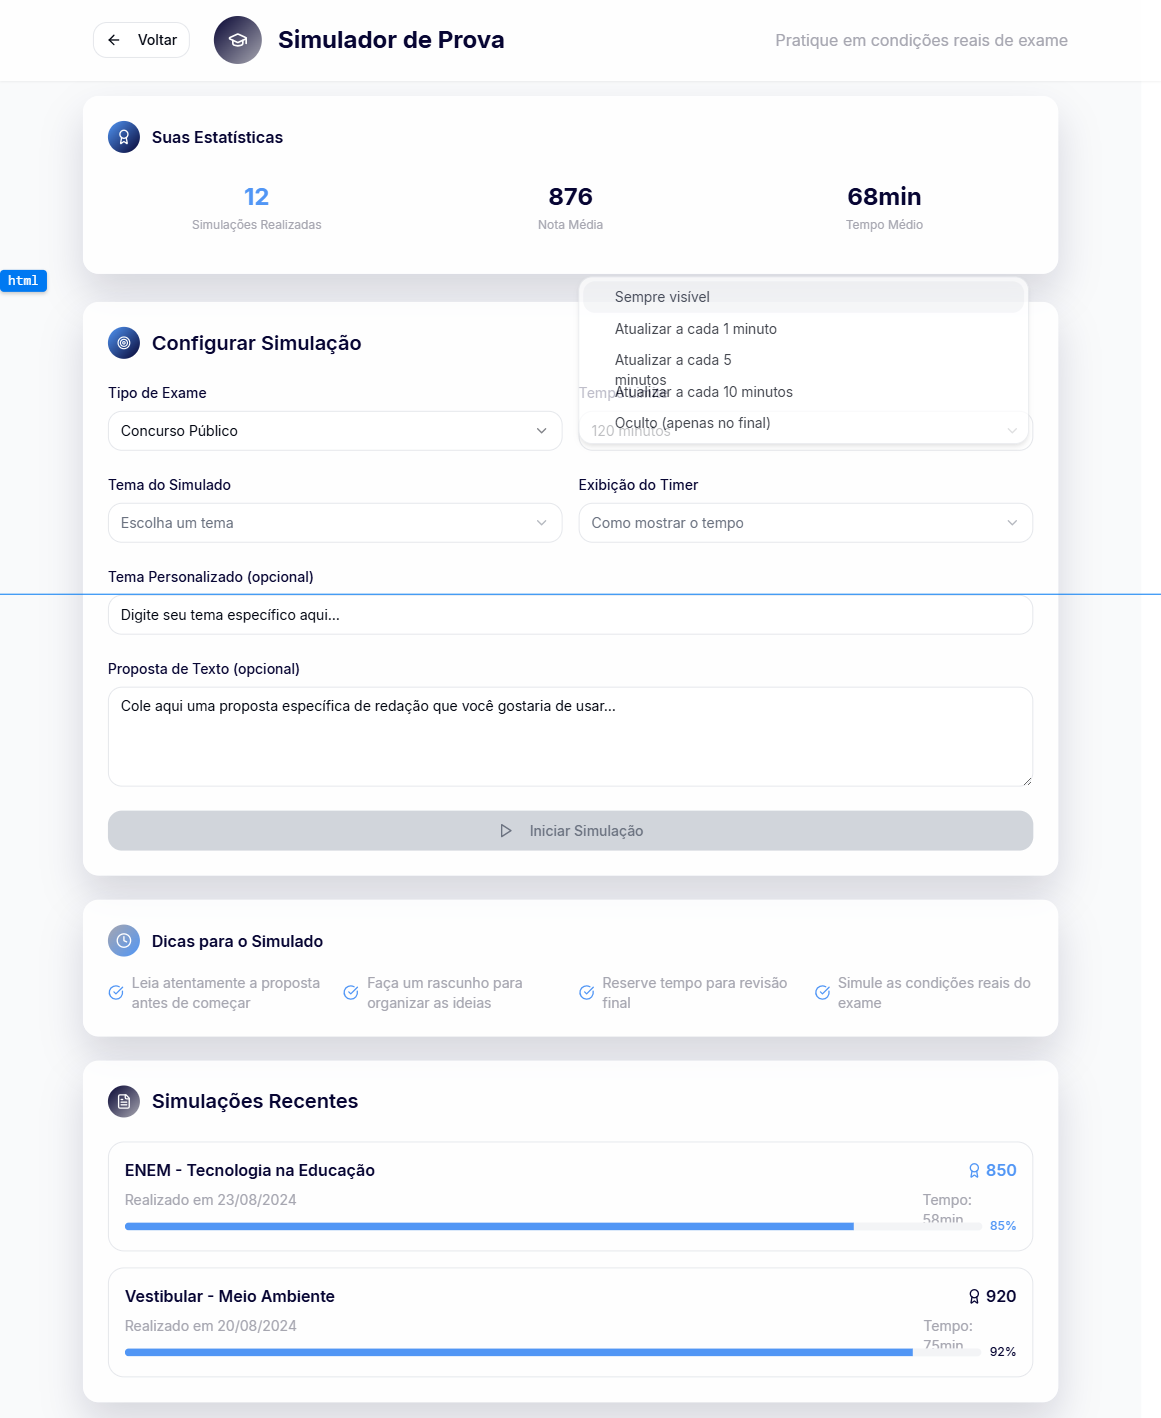 Voltar
Simulador de Prova
Pratique em condições reais de exame
Suas Estatísticas
12
Simulações Realizadas
876
Nota Média
68min
Tempo Médio
html
Configurar Simulação
Tipo de Exame
Concurso Público
Sempre visível
Atualizar a cada 1 minuto
Atualizar a cada 5
minutos
Atualizar a cada 10 minutos
Oculto (apenas no final)
120 minutos
Tema do Simulado
Escolha um tema
Exibição do Timer
Como mostrar o tempo
Tema Personalizado (opcional)
Digite seu tema específico aqui...
Proposta de Texto (opcional)
Cole aqui uma proposta específica de redação que você gostaria de usar...
Iniciar Simulação
Dicas para o Simulado
Leia atentamente a proposta
antes de começar
Faça um rascunho para
organizar as ideias
Reserve tempo para revisão
final
Simule as condições reais do
exame
Simulações Recentes
ENEM - Tecnologia na Educação
850
Realizado em 23/08/2024
Tempo:
58min
85%
Vestibular - Meio Ambiente
920
Realizado em 20/08/2024
Tempo:
75min
92%